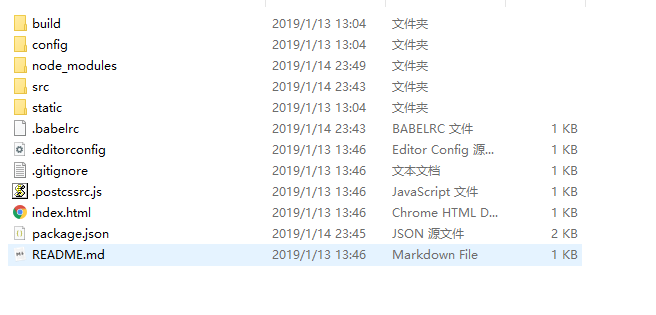 build 2019/1/13 13:04 文件夹
config 2019/1/13 13:04 文件夹
node_modules 2019/1/14 23:49 文件夹
src 2019/1/14 23:43 文件夹
static 2019/1/13 13:04 文件夹
.babelrc 2019/1/14 23:43 BABELRC 文件 1 KB
.editorconfig 2019/1/13 13:46 Editor Config 源... 1 KB
.gitignore 2019/1/13 13:46 文本文档 1 KB
.postcssrc.js 2019/1/13 13:46 JavaScript 文件 1 KB
index.html 2019/1/13 13:46 Chrome HTML D... 1 KB
package.json 2019/1/14 23:45 JSON 源文件 2 KB
README.md 2019/1/13 13:46 Markdown File 1 KB